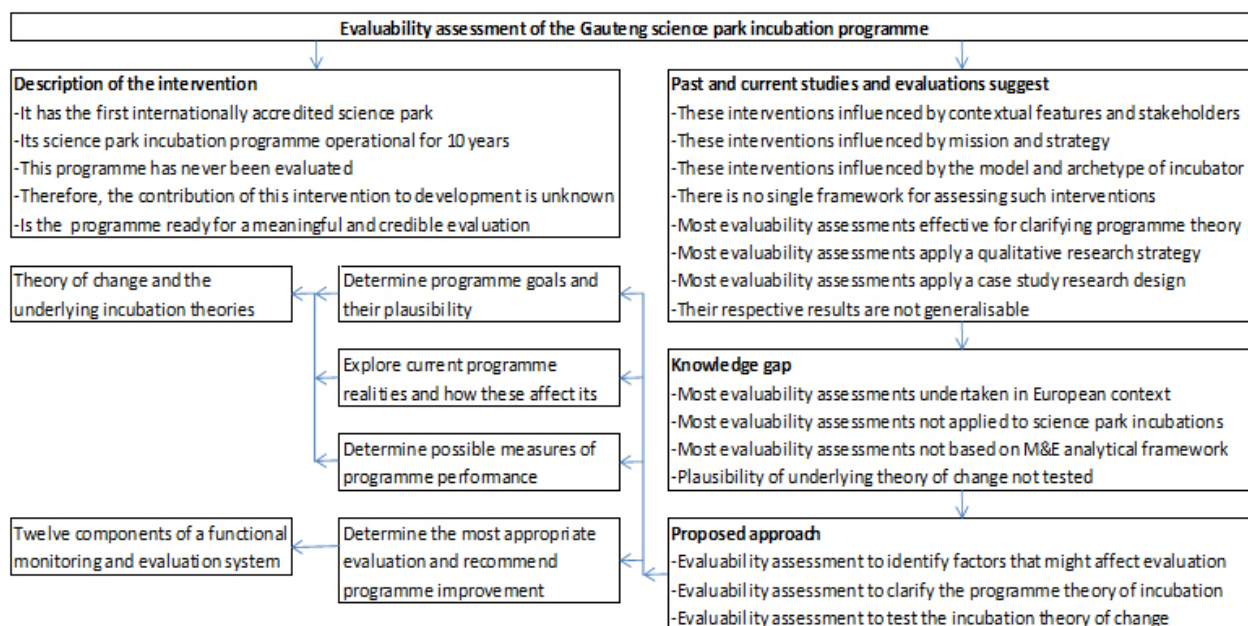 Evaluability assessment of the Gauteng science park incubation programme
Description of the intervention
-It has the first internationally accredited science park
-Its science park incubation programme operational for 10 years
-This programme has never been evaluated
-Therefore, the contribution of this intervention to development is unknown
-Is the programme ready for a meaningful and credible evaluation
Past and current studies and evaluations suggest
-These interventions influenced by contextual features and stakeholders
-These interventions influenced by mission and strategy
-These interventions influenced by the model and archetype of incubator
-There is no single framework for assessing such interventions
-Most evaluability assessments effective for clarifying programme theory
-Most evaluability assessments apply a qualitative research strategy
-Most evaluability assessments apply a case study research design
-Their respective results are not generalisable
Theory of change and the
underlying incubation theories
Determine programme goals and
their plausibility
Explore current programme
realities and how these affect its
Determine possible measures of
programme performance
Knowledge gap
-Most evaluability assessments undertaken in European context
-Most evaluability assessments not applied to science park incubations
-Most evaluability assessments not based on M&E analytical framework
-Plausibility of underlying theory of change not tested
Twelve components of a functional
monitoring and evaluation system
Determine the most appropriate
evaluation and recommend
programme improvement
Proposed approach
-Evaluability assessment to identify factors that might affect evaluation
-Evaluability assessment to clarify the programme theory of incubation
-Evaluability assessment to test the incubation theory of change